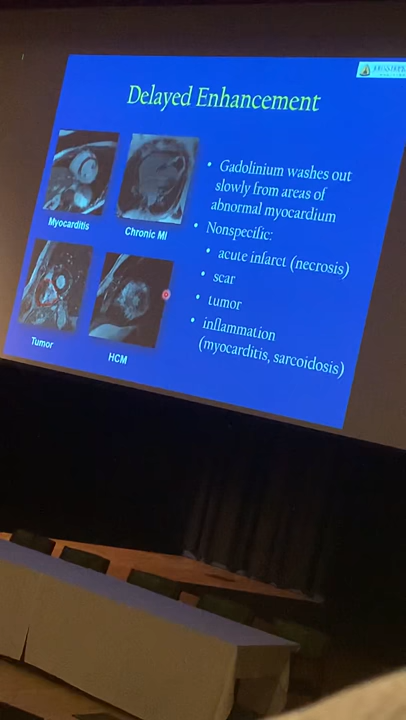 Delayed Enhancement
Myocarditis
Chronic MI
Tumor
HCM
• Gadolinium washes out
slowly from areas of
abnormal myocardium
• Nonspecific:
• acute infarct (necrosis)
• scar
• tumor
• inflammation
(myocarditis, sarcoidosis)